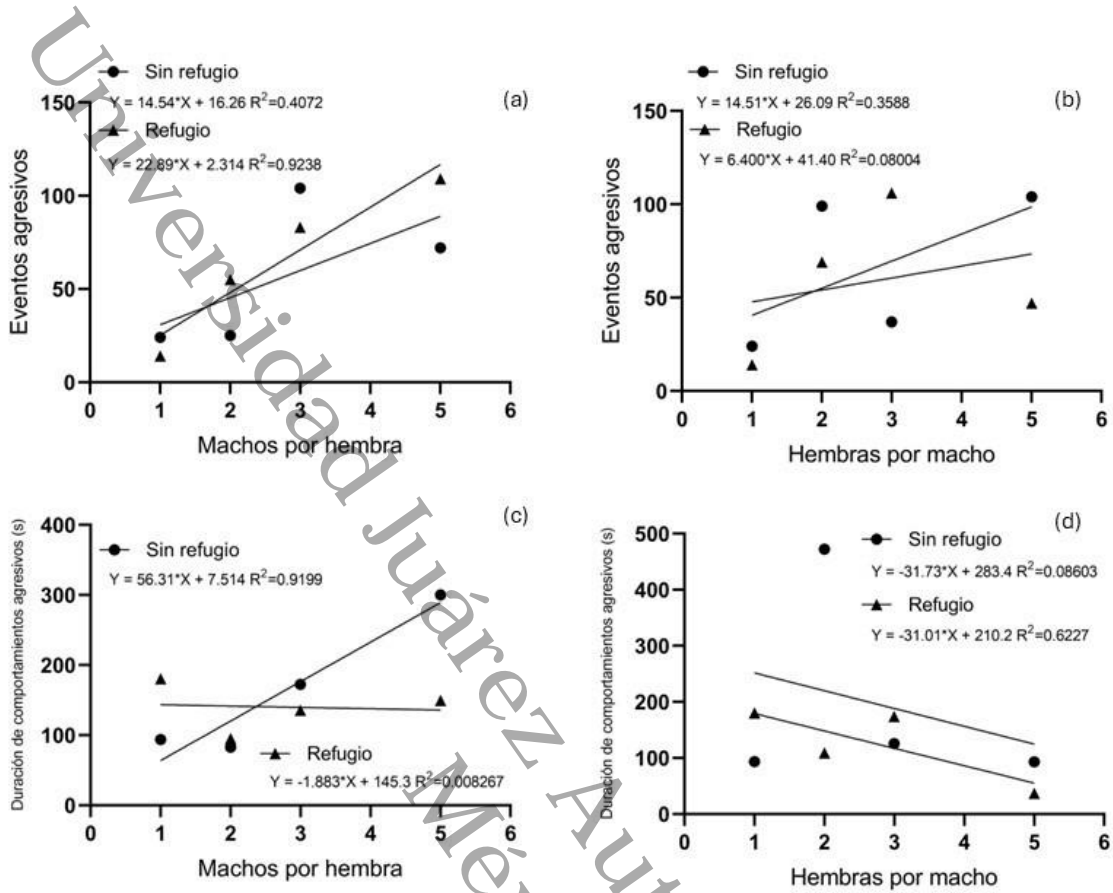 Universidad Juárez Aut
Méx
Sin refugio
Y = 14.54*X + 16.26 R²=0.4072
Refugio
Y = 22.89*X + 2.314 R²=0.9238
(a)
Eventos agresivos
150
100
50
0
0 1 2 3 4 5 6
Machos por hembra
Sin refugio
Y = 14.51*X + 26.09 R²=0.3588
Refugio
Y = 6.400*X + 41.40 R²=0.08004
(b)
Eventos agresivos
150
100
50
0
0 1 2 3 4 5 6
Hembras por macho
Sin refugio
Y = 56.31*X + 7.514 R²=0.9199
(c)
Duración de comportamientos agresivos (s)
400
300
200
100
0
Refugio
Y = -1.883*X + 145.3 R²=0.008267
0 1 2 3 4 5 6
Machos por hembra
Sin refugio
Y = -31.73*X + 283.4 R²=0.08603
Refugio
Y = -31.01*X + 210.2 R²=0.6227
(d)
Duración de comportamientos agresivos (s)
500
400
300
200
100
0
0 1 2 3 4 5 6
Hembras por macho